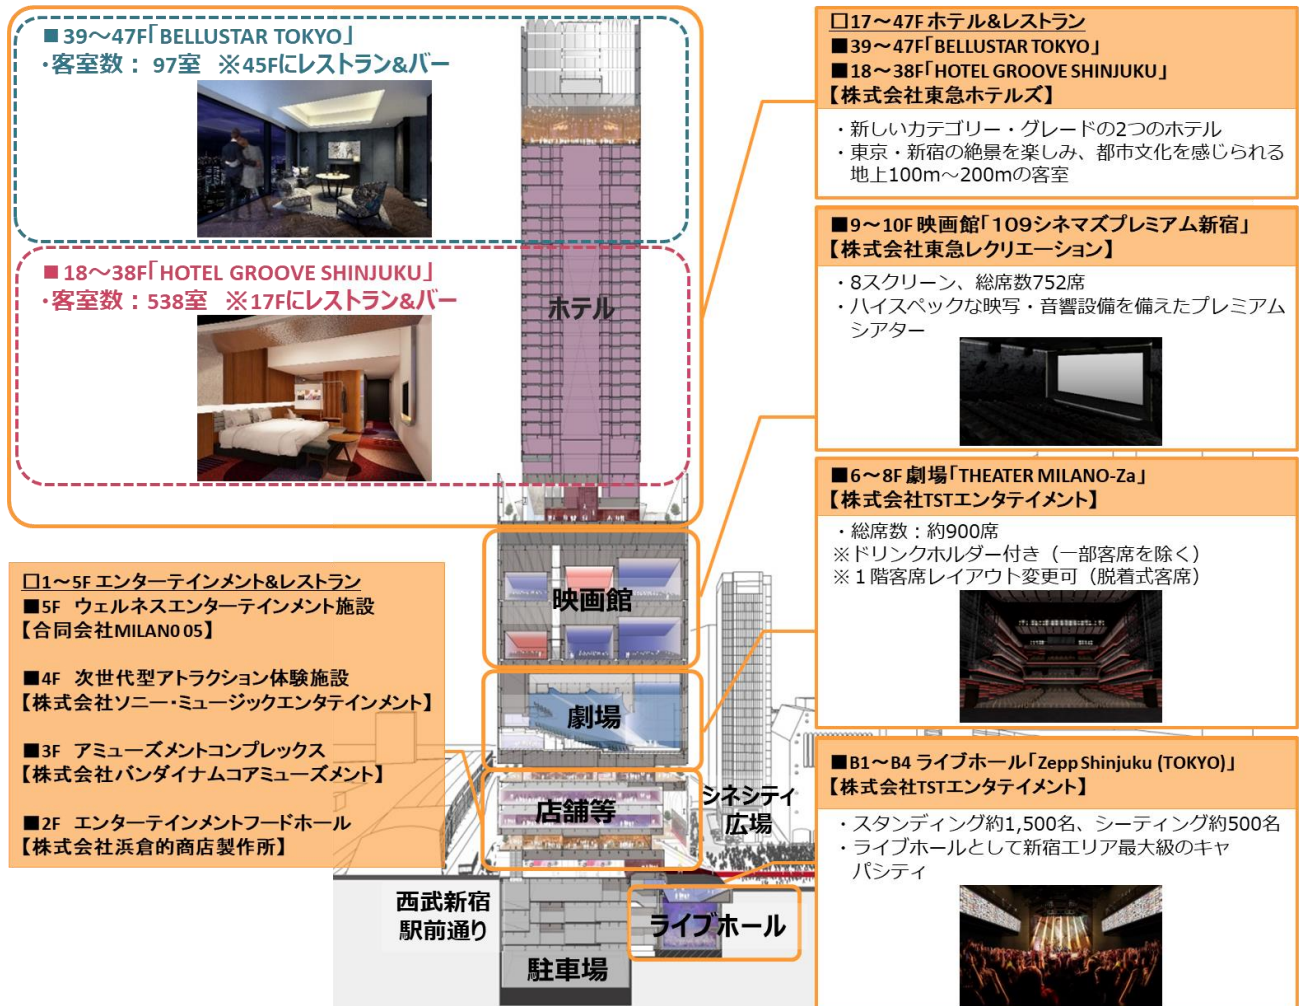 ■39～47F「BELLUSTAR TOKYO」
・客室数： 97室 ※45Fにレストラン&バー
■18～38F「HOTEL GROOVE SHINJUKU」
・客室数：538室 ※17Fにレストラン&バー
ホテル
映画館
劇場
店舗等
シネシティ
広場
西武新宿
駅前通り
ライブホール
駐車場
□1～5F エンターテインメント&レストラン
■5F ウェルネスエンターテインメント施設
【合同会社MILANO 05】
■4F 次世代型アトラクション体験施設
【株式会社ソニー・ミュージックエンタテインメント】
■3F アミューズメントコンプレックス
【株式会社バンダイナムコアミューズメント】
■2F エンターテインメントフードホール
【株式会社浜倉的商店製作所】
□17～47F ホテル&レストラン
■39～47F「BELLUSTAR TOKYO」
■18～38F「HOTEL GROOVE SHINJUKU」
【株式会社東急ホテルズ】
・新しいカテゴリー・グレードの2つのホテル
・東京・新宿の絶景を楽しみ、都市文化を感じられる
地上100m～200mの客室
■9～10F 映画館「109シネマズプレミアム新宿」
【株式会社東急レクリエーション】
・8スクリーン、総席数752席
・ハイスペックな映写・音響設備を備えたプレミアム
シアター
■6～8F 劇場「THEATER MILANO-Za」
【株式会社TSTエンタテイメント】
・総席数：約900席
※ドリンクホルダー付き（一部客席を除く）
※１階客席レイアウト変更可（脱着式客席）
■B1～B4 ライブホール「Zepp Shinjuku (TOKYO)」
【株式会社TSTエンタテイメント】
・スタンディング約1,500名、シーティング約500名
・ライブホールとして新宿エリア最大級のキャ
パシティ